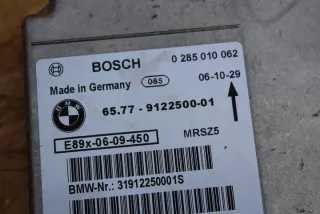 BOSCH 0 285 010 062
Made in Germany 085 06-10-29
BMW 65.77 - 9122500-01
E89x-06-09-450 MRSZ5
BMW-Nr.: 31912250001S